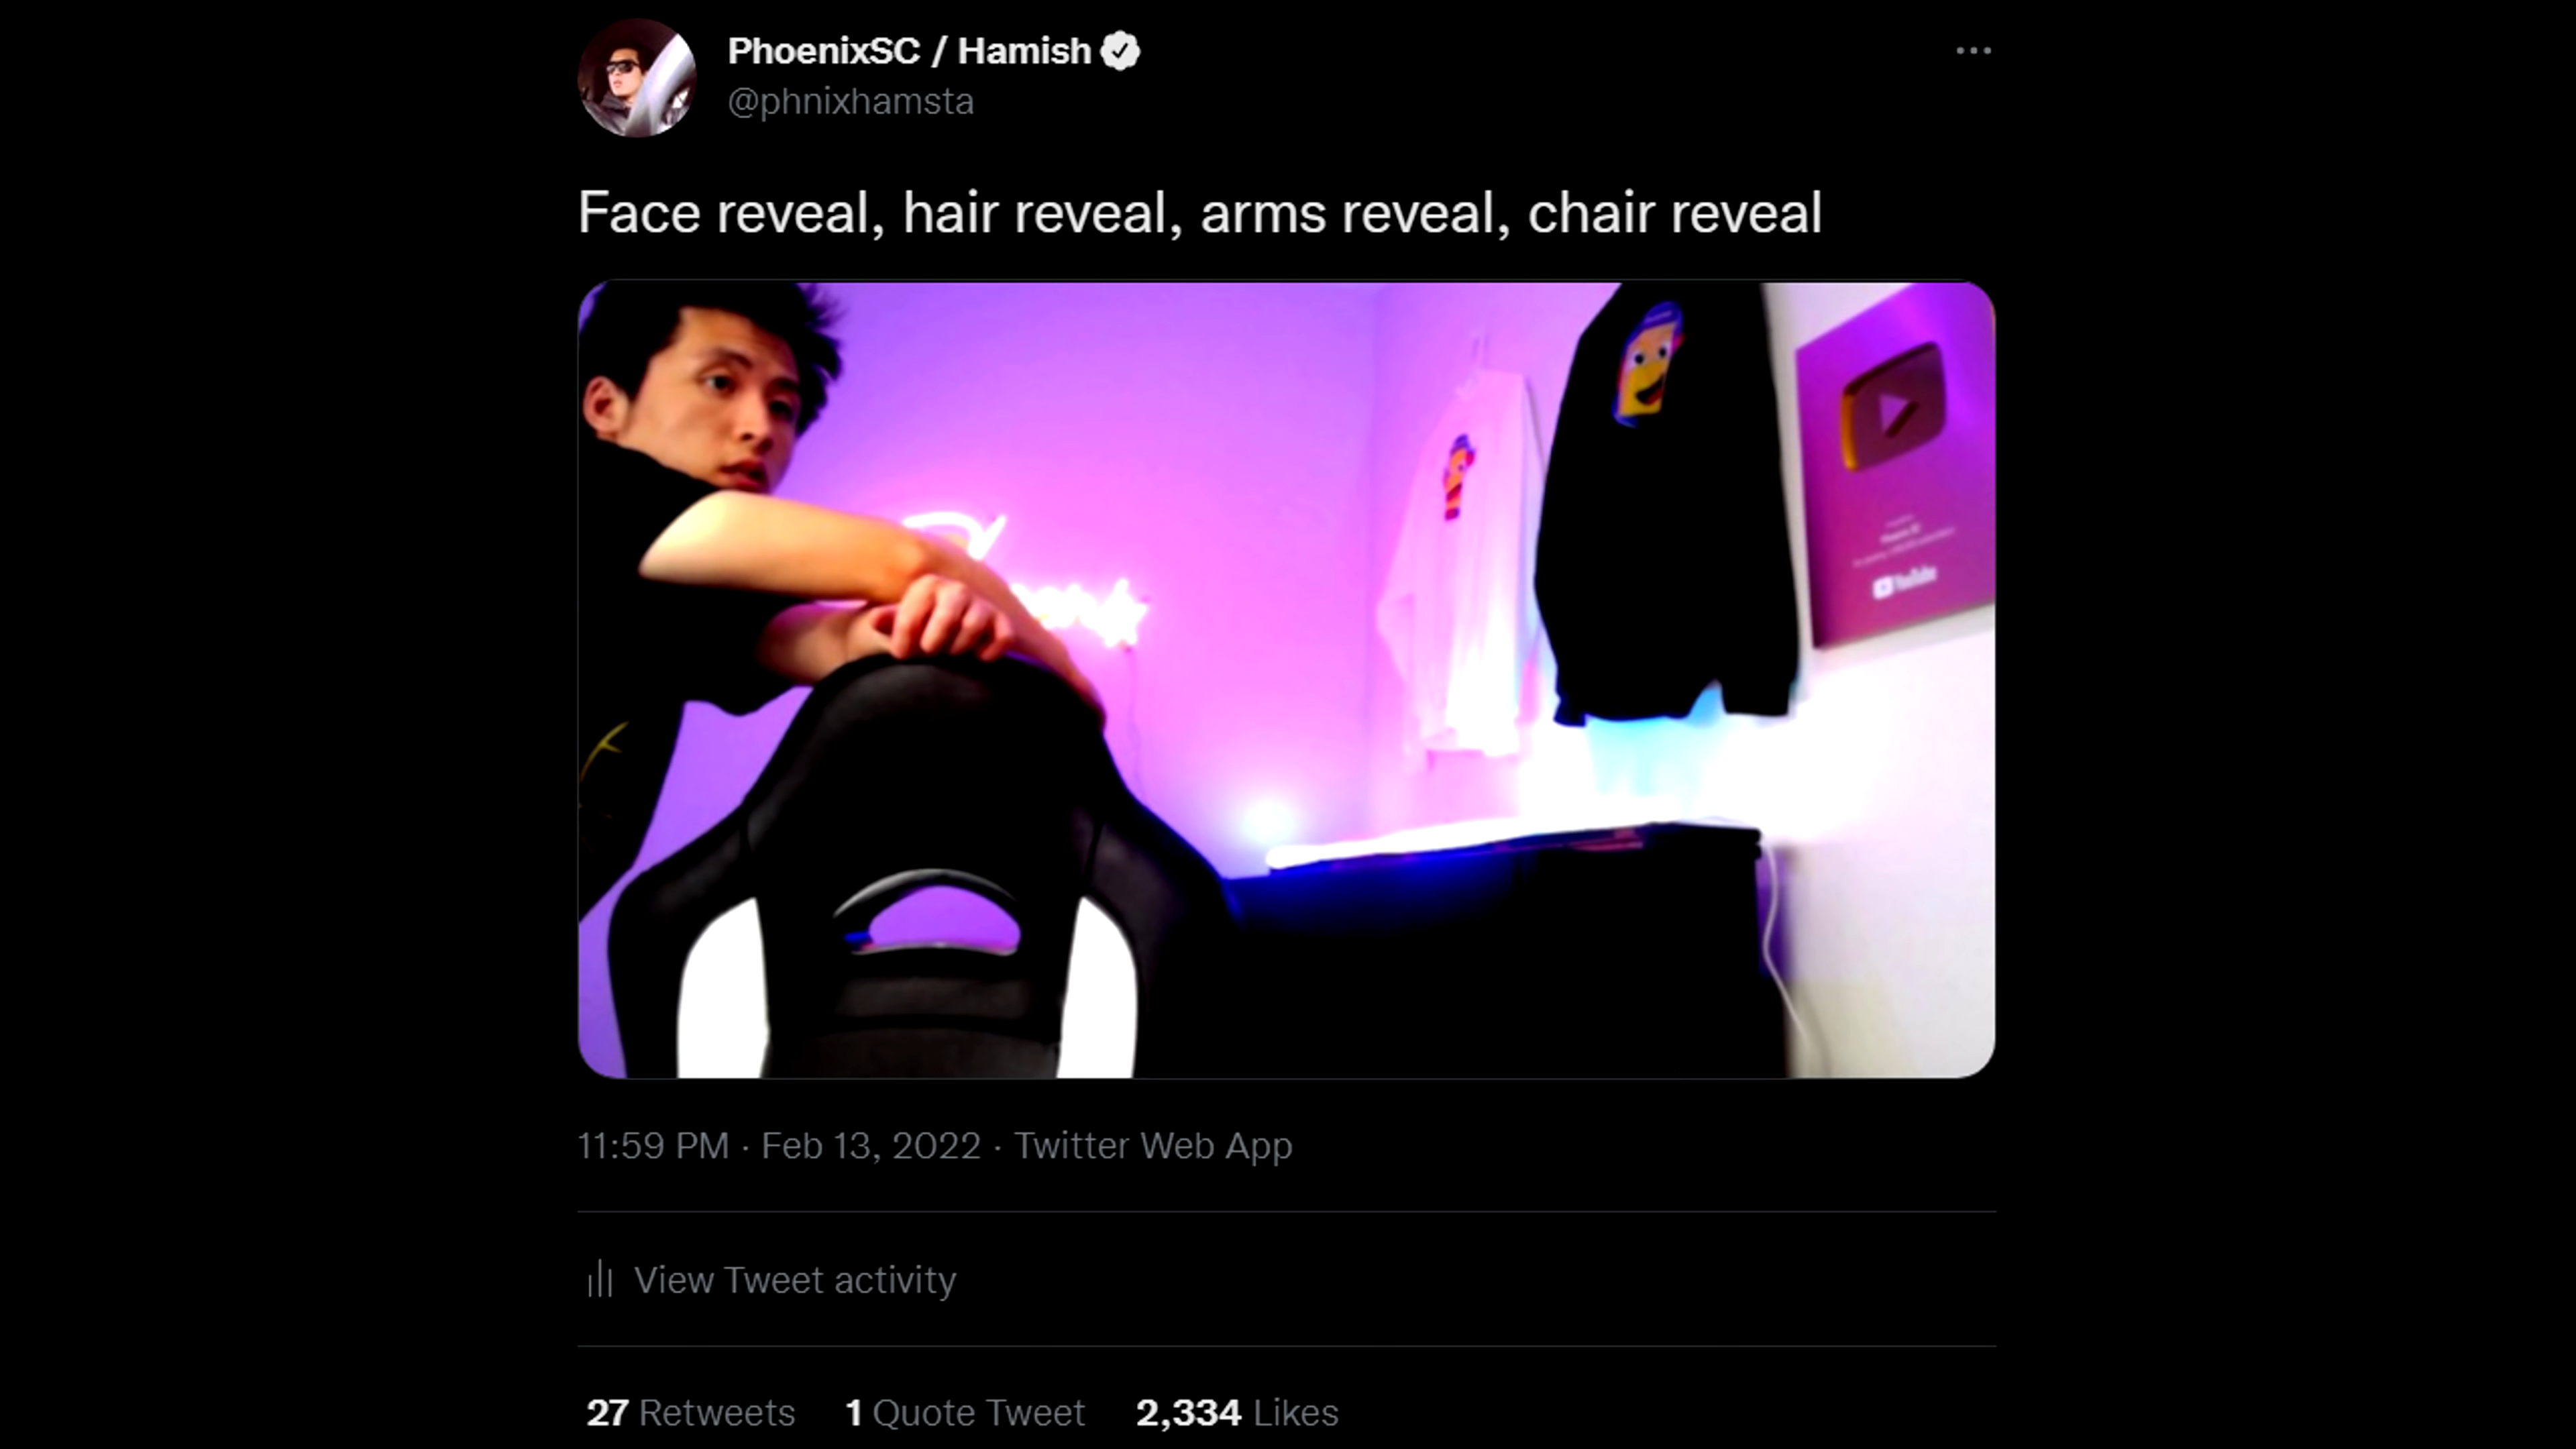 PhoenixSC / Hamish
@phnixhamsta
Face reveal, hair reveal, arms reveal, chair reveal
YouTube
11:59 PM · Feb 13, 2022 · Twitter Web App
View Tweet activity
27 Retweets 1 Quote Tweet 2,334 Likes